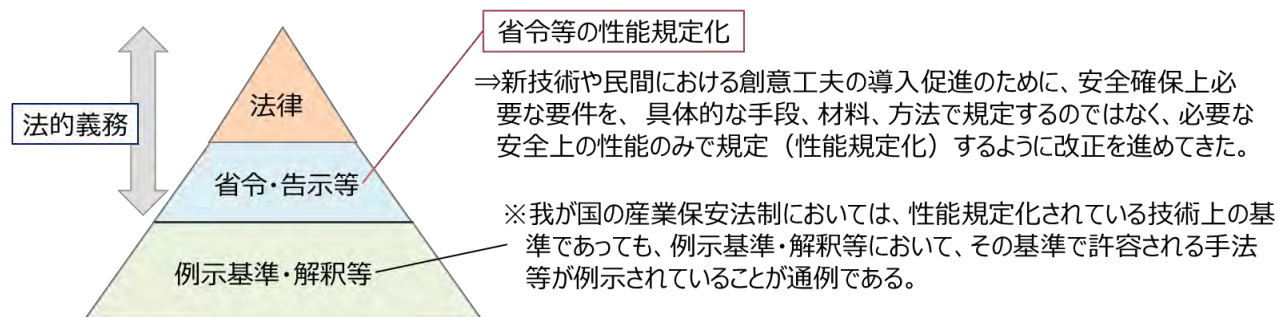 省令等の性能規定化
⇒新技術や民間における創意工夫の導入促進のために、安全確保上必
要な要件を、具体的な手段、材料、方法で規定するのではなく、必要な
安全上の性能のみで規定（性能規定化）するように改正を進めてきた。
法的義務
法律
省令・告示等
例示基準・解釈等
※我が国の産業保安法制においては、性能規定化されている技術上の基
準であっても、例示基準・解釈等において、その基準で許容される手法
等が例示されていることが通例である。